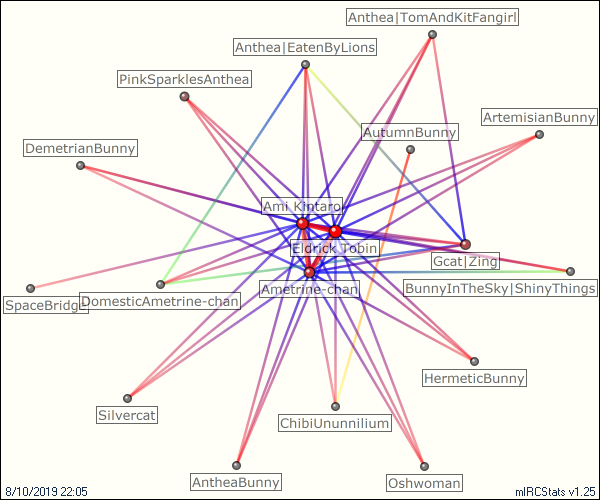 Anthea|TomAndKitFangirl
Anthea|EatenByLions
PinkSparklesAnthea
ArtemisianBunny
AutumnBunny
DemetrianBunny
Ami_Kintaro
Eldrick_Tobin
Gcat|Zing
Ametrine-chan
BunnyInTheSky|ShinyThings
SpaceBridge
DomesticAmetrine-chan
HermeticBunny
Silvercat
ChibiUnunnilium
AntheaBunny
Oshwoman
8/10/2019 22:05
mIRCStats v1.25